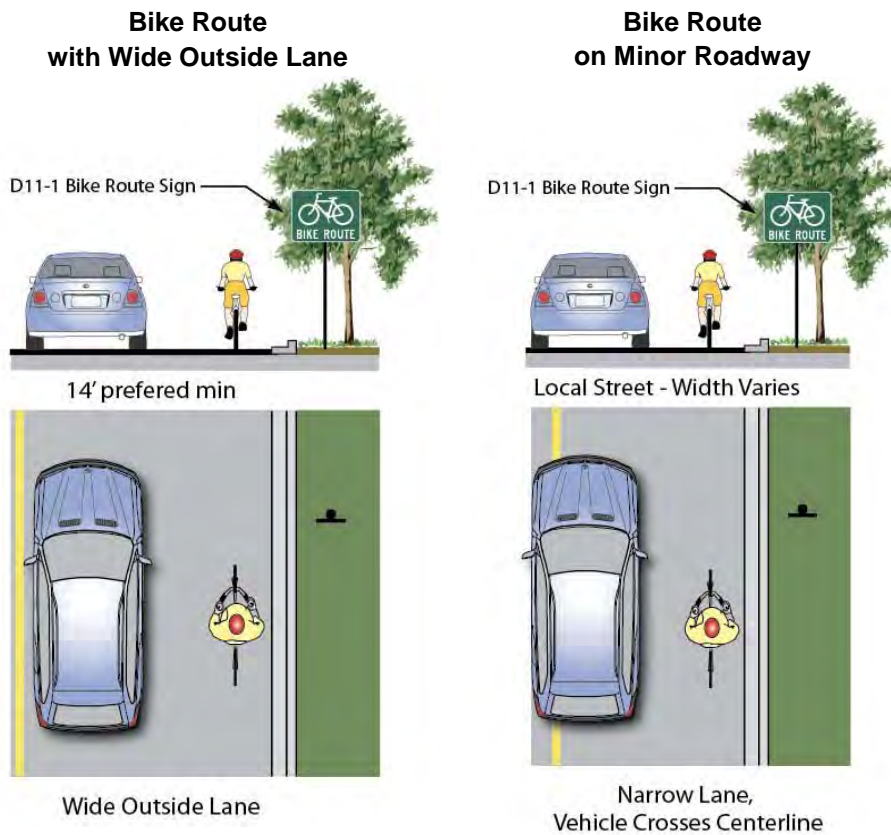 Bike Route
with Wide Outside Lane
D11-1 Bike Route Sign
BIKE ROUTE
14' prefered min
Wide Outside Lane
Bike Route
on Minor Roadway
D11-1 Bike Route Sign
BIKE ROUTE
Local Street - Width Varies
Narrow Lane,
Vehicle Crosses Centerline